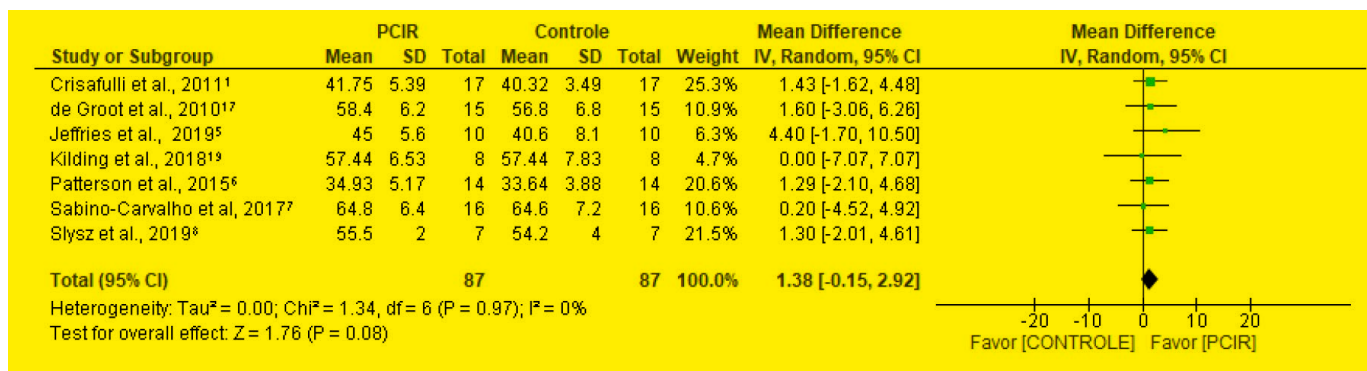 PCIR Controle Mean Difference Mean Difference
Study or Subgroup Mean SD Total Mean SD Total Weight IV, Random, 95% CI IV, Random, 95% CI
Crisafulli et al., 2011¹ 41.75 5.39 17 40.32 3.49 17 25.3% 1.43 [-1.62, 4.48]
de Groot et al., 2010¹⁷ 58.4 6.2 15 56.8 6.8 15 10.9% 1.60 [-3.06, 6.26]
Jeffries et al., 2019⁵ 45 5.6 10 40.6 8.1 10 6.3% 4.40 [-1.70, 10.50]
Kilding et al., 2018¹⁹ 57.44 6.53 8 57.44 7.83 8 4.7% 0.00 [-7.07, 7.07]
Patterson et al., 2015⁶ 34.93 5.17 14 33.64 3.88 14 20.6% 1.29 [-2.10, 4.68]
Sabino-Carvalho et al, 2017⁷ 64.8 6.4 16 64.6 7.2 16 10.6% 0.20 [-4.52, 4.92]
Slysz et al., 2019⁸ 55.5 2 7 54.2 4 7 21.5% 1.30 [-2.01, 4.61]
Total (95% CI) 87 87 100.0% 1.38 [-0.15, 2.92]
Heterogeneity: Tau² = 0.00; Chi² = 1.34, df = 6 (P = 0.97); I² = 0%
Test for overall effect: Z = 1.76 (P = 0.08)
-20 -10 0 10 20
Favor [CONTROLE] Favor [PCIR]